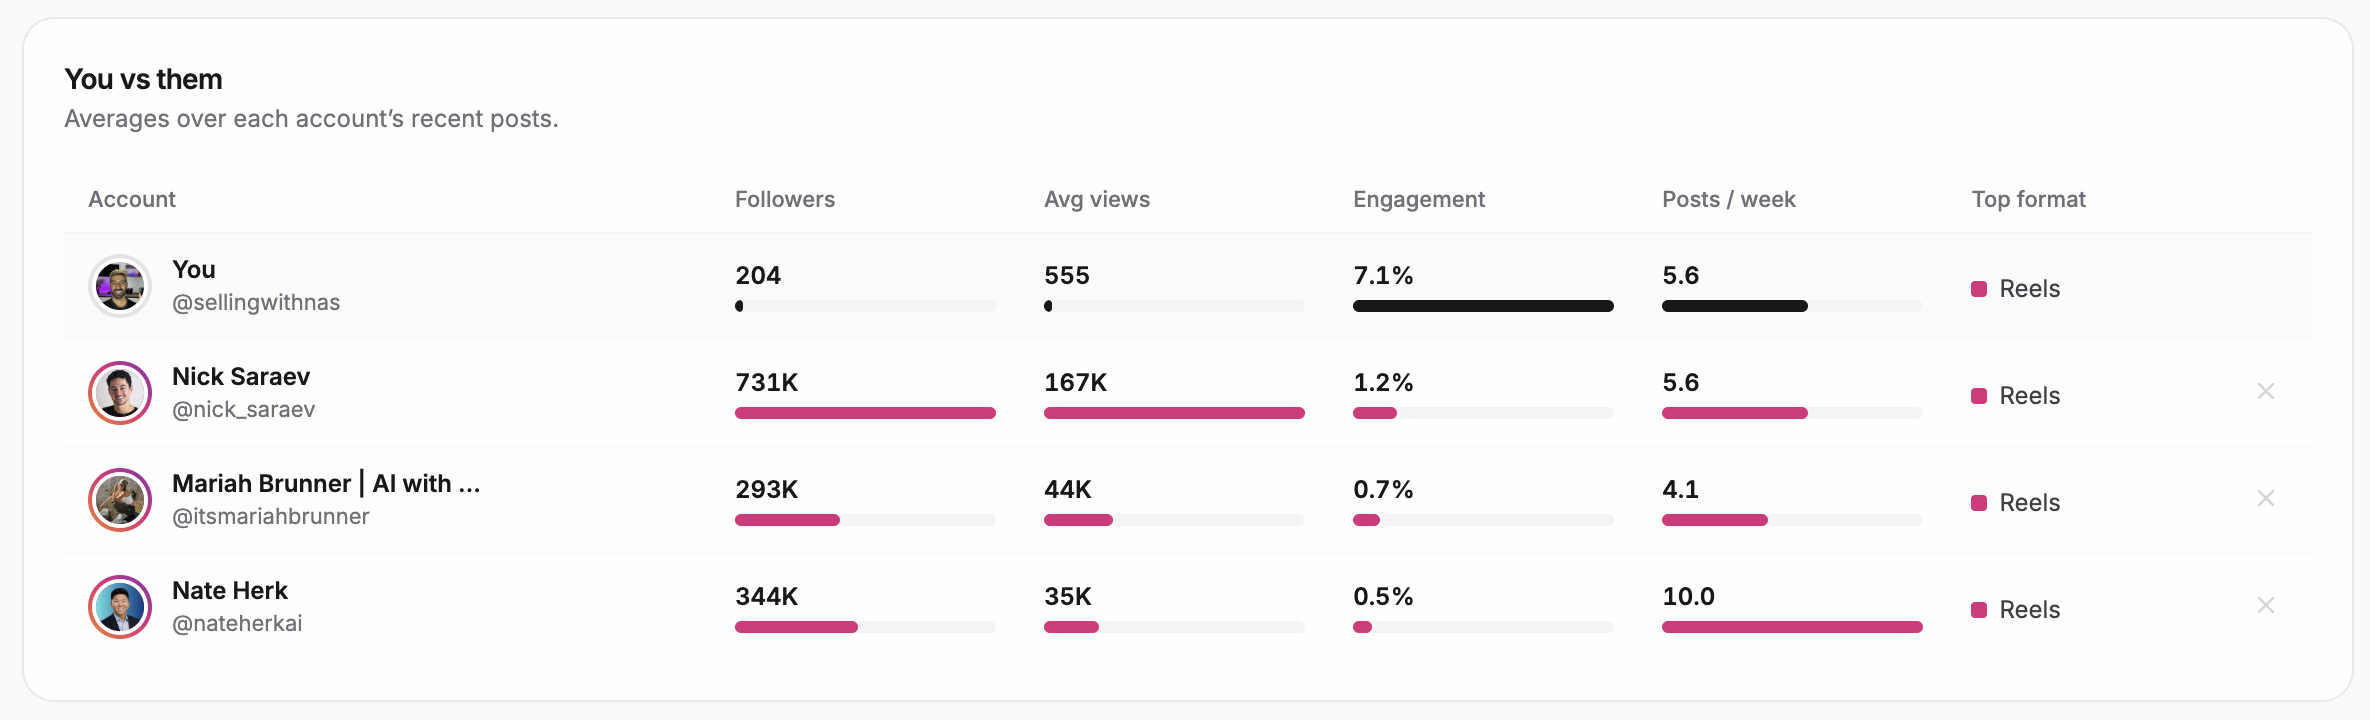 You vs them
Averages over each account’s recent posts.
Account Followers Avg views Engagement Posts / week Top format
You
@sellingwithnas
204 555 7.1% 5.6 Reels
Nick Saraev
@nick_saraev
731K 167K 1.2% 5.6 Reels
Mariah Brunner | AI with ...
@itsmariahbrunner
293K 44K 0.7% 4.1 Reels
Nate Herk
@nateherkai
344K 35K 0.5% 10.0 Reels